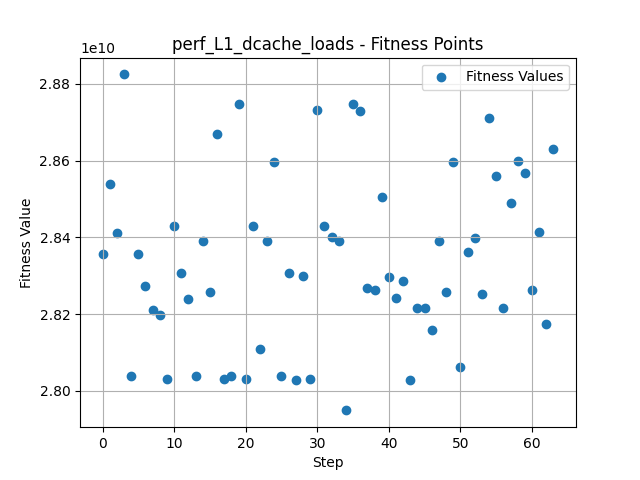 perf_L1_dcache_loads - Fitness Points
1e10
Fitness Values
2.88
2.86
2.84
2.82
2.80
Fitness Value
0 10 20 30 40 50 60
Step